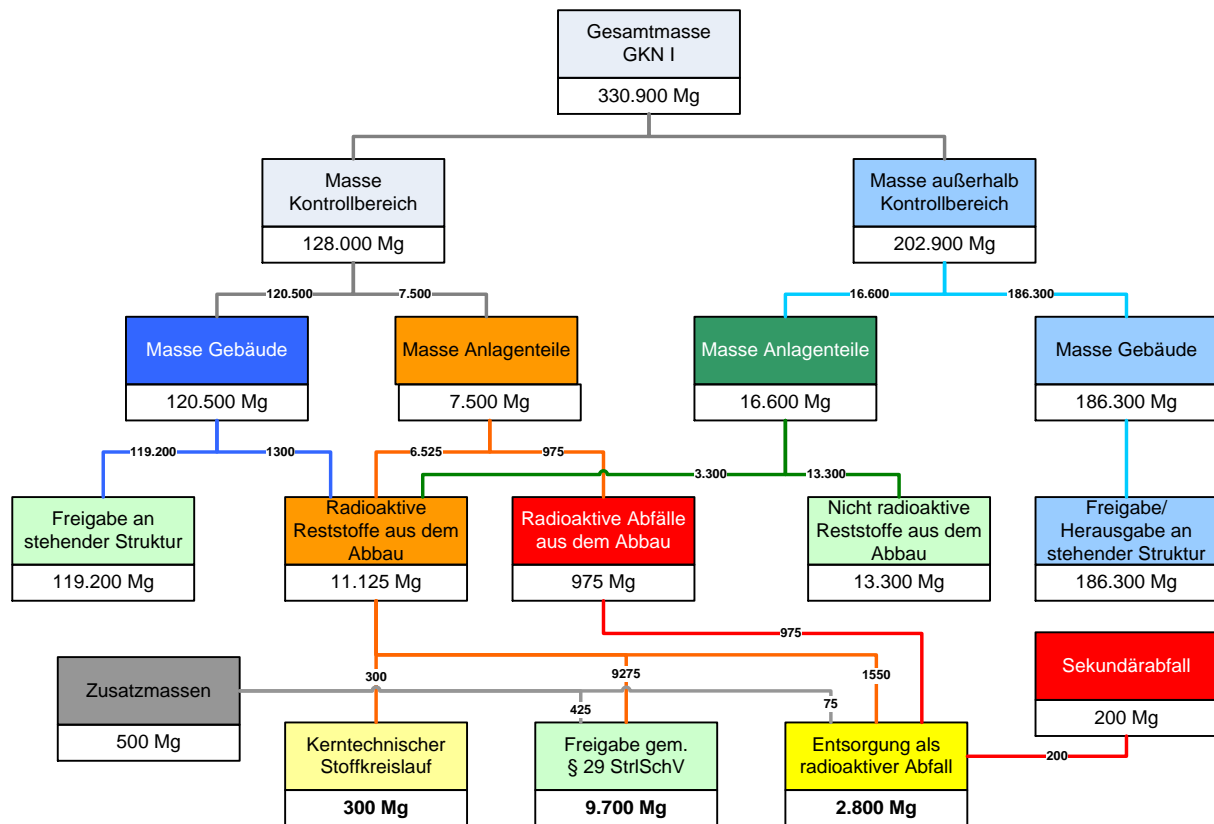 Gesamtmasse
GKN I
330.900 Mg
Masse
Kontrollbereich
128.000 Mg
Masse außerhalb
Kontrollbereich
202.900 Mg
120.500
7.500
16.600
186.300
Masse Gebäude
120.500 Mg
Masse Anlagenteile
7.500 Mg
Masse Anlagenteile
16.600 Mg
Masse Gebäude
186.300 Mg
119.200
1300
6.525
975
3.300
13.300
Freigabe an
stehender Struktur
119.200 Mg
Radioaktive
Reststoffe aus dem
Abbau
11.125 Mg
Radioaktive Abfälle
aus dem Abbau
975 Mg
Nicht radioaktive
Reststoffe aus dem
Abbau
13.300 Mg
Freigabe/
Herausgabe an
stehender Struktur
186.300 Mg
975
Zusatzmassen
500 Mg
300
9275
1550
425
75
Sekundärabfall
200 Mg
200
Kerntechnischer
Stoffkreislauf
300 Mg
Freigabe gem.
§ 29 StrlSchV
9.700 Mg
Entsorgung als
radioaktiver Abfall
2.800 Mg